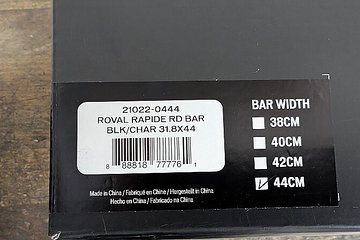 21022-0444
ROVAL RAPIDE RD BAR
BLK/CHAR 31.8X44
8 88818 77776 1
Made in China / Fabriqué en Chine / Hergestellt in China
Hecho en China / Fabricado na China
BAR WIDTH
38CM
40CM
42CM
44CM